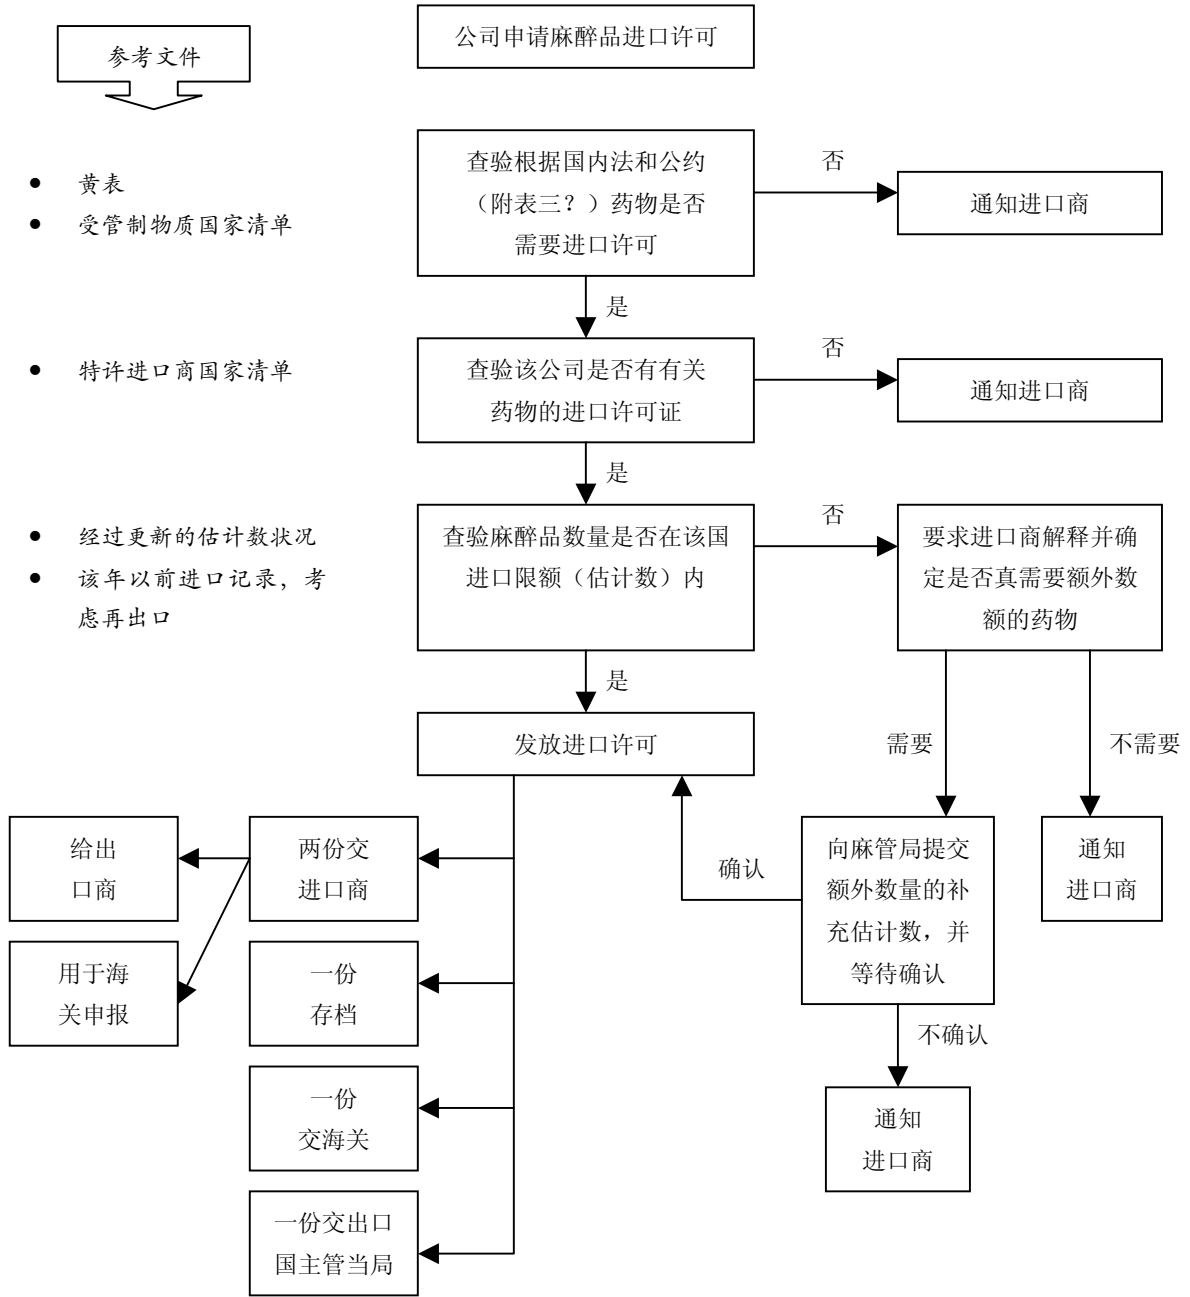 公司申请麻醉品进口许可
参考文件
查验根据国内法和公约
（附表三？）药物是否
需要进口许可
否
通知进口商
● 黄表
● 受管制物质国家清单
是
● 特许进口商国家清单
查验该公司是否有有关
药物的进口许可证
否
通知进口商
是
● 经过更新的估计数状况
● 该年以前进口记录，考
虑再出口
查验麻醉品数量是否在该国
进口限额（估计数）内
否
要求进口商解释并确
定是否真需要额外数
额的药物
是
发放进口许可
需要
不需要
给出
口商
两份交
进口商
确认
向麻管局提交
额外数量的补
充估计数，并
等待确认
通知
进口商
用于海
关申报
一份
存档
不确认
一份
交海关
通知
进口商
一份交出口
国主管当局